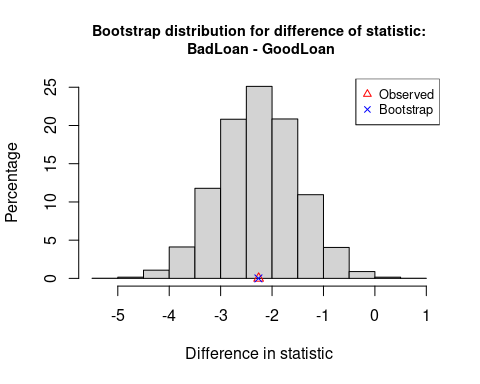 Bootstrap distribution for difference of statistic:
BadLoan - GoodLoan
Observed
Bootstrap
Percentage
25
20
15
10
5
0
-5 -4 -3 -2 -1 0 1
Difference in statistic